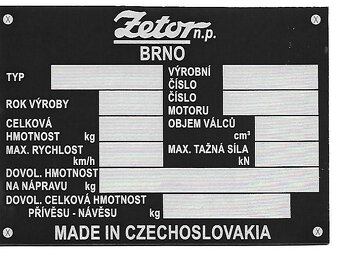 Zetor n.p.
BRNO
TYP
VÝROBNÍ
ČÍSLO
ROK VÝROBY
ČÍSLO
MOTORU
CELKOVÁ
HMOTNOST kg
OBJEM VÁLCŮ
cm³
MAX. RYCHLOST
km/h
MAX. TAŽNÁ SÍLA
kN
DOVOL. HMOTNOST
NA NÁPRAVU kg
DOVOL. CELKOVÁ HMOTNOST
PŘÍVĚSU - NÁVĚSU kg
MADE IN CZECHOSLOVAKIA